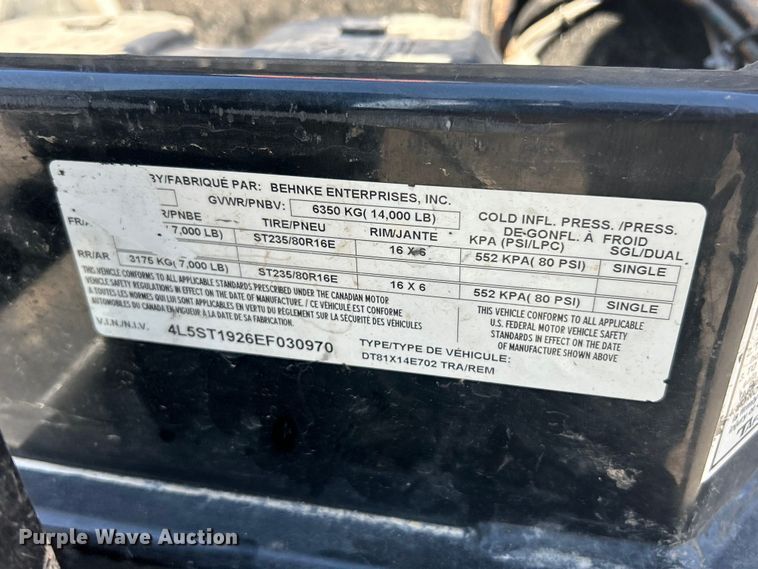 BY/FABRIQUÉ PAR: BEHNKE ENTERPRISES, INC.
GVWR/PNBV: 6350 KG( 14,000 LB)
COLD INFL. PRESS. /PRESS.
DE-GONFL. À FROID
/PNBE TIRE/PNEU RIM/JANTE KPA (PSI/LPC) SGL/DUAL
FR/A 7,000 LB) ST235/80R16E 16 X 6 552 KPA( 80 PSI) SINGLE
RR/AR 3175 KG( 7,000 LB) ST235/80R16E 16 X 6 552 KPA( 80 PSI) SINGLE
THIS VEHICLE CONFORMS TO ALL APPLICABLE STANDARDS PRESCRIBED UNDER THE CANADIAN MOTOR
VEHICLE SAFETY REGULATIONS IN EFFECT ON THE DATE OF MANUFACTURE. / CE VÉHICULE EST CONFORME
A TOUTES LES NORMES QUI LUI SONT APPLICABLES EN VERTU DU RÈGLEMENT SUR LA SÉCURITÉ DES VÉHICULES
AUTOMOBILES DU CANADA EN VIGUEUR A LA DATE DE SA FABRICATION.
THIS VEHICLE CONFORMS TO ALL APPLICABLE
U.S. FEDERAL MOTOR VEHICLE SAFETY
STANDARDS IN EFFECT ON THE DATE OF
MANUFACTURE SHOWN ABOVE
V.I.N./N.I.V. 4L5ST1926EF030970
TYPE/TYPE DE VÉHICULE:
DT81X14E702 TRA/REM
Purple Wave Auction